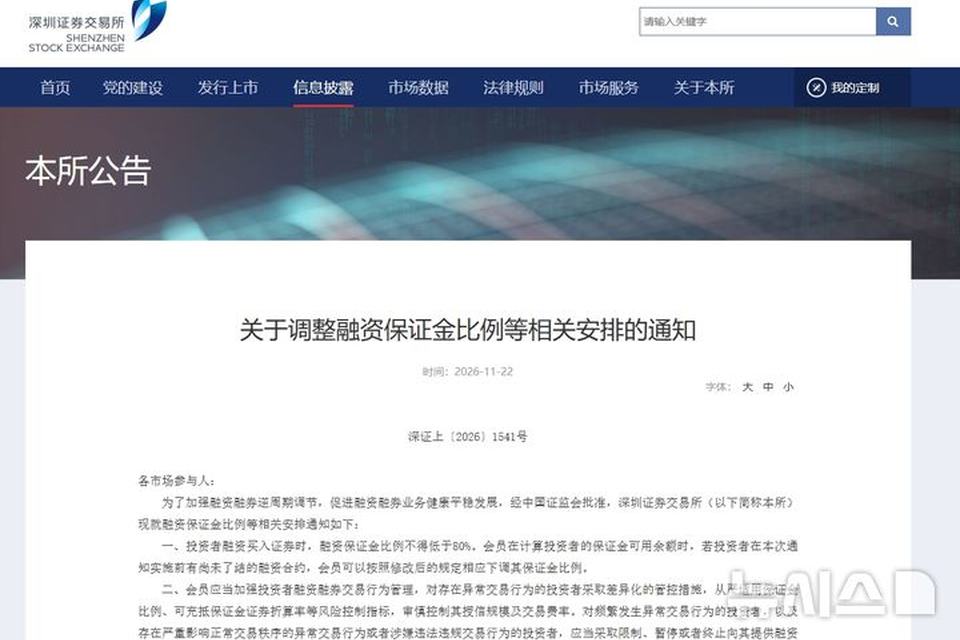 深圳证券交易所
SHENZHEN
STOCK EXCHANGE
请输入关键字
首页 党的建设 发行上市 信息披露 市场数据 法律规则 市场服务 关于本所 我的定制
本所公告
关于调整融资保证金比例等相关安排的通知
时间：2026-11-22
字体： 大 中 小
深证上〔2026〕1541号
各市场参与人：
为了加强融资融券逆周期调节，促进融资融券业务健康平稳发展，经中国证监会批准，深圳证券交易所（以下简称本所）
现就融资保证金比例等相关安排通知如下：
一、投资者融资买入证券时，融资保证金比例不得低于80%。会员在计算投资者的保证金可用余额时，若投资者在本次通
知实施前有尚未了结的融资合约，会员可以按照修改后的规定相应下调其保证金比例。
二、会员应当加强投资者融资融券交易行为管理，对存在异常交易行为的投资者采取差异化的管控措施，从严适用保证金
比例、可充抵保证金证券折算率等风险控制指标，审慎控制其授信规模及交易费率。对频繁发生异常交易行为的投资者，以及
存在严重影响正常交易秩序的异常交易行为或者涉嫌违法违规交易行为的投资者，应当采取限制、暂停或者终止向其提供融资
뉴시스